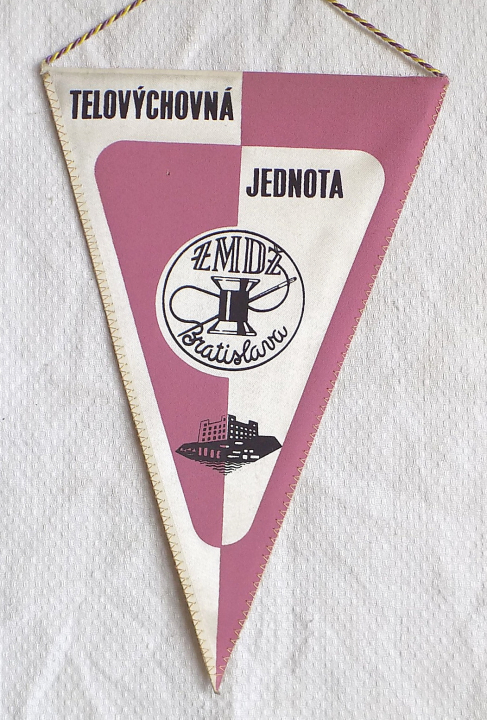 TELOVÝCHOVNÁ
JEDNOTA
ZMDŽ
Bratislava